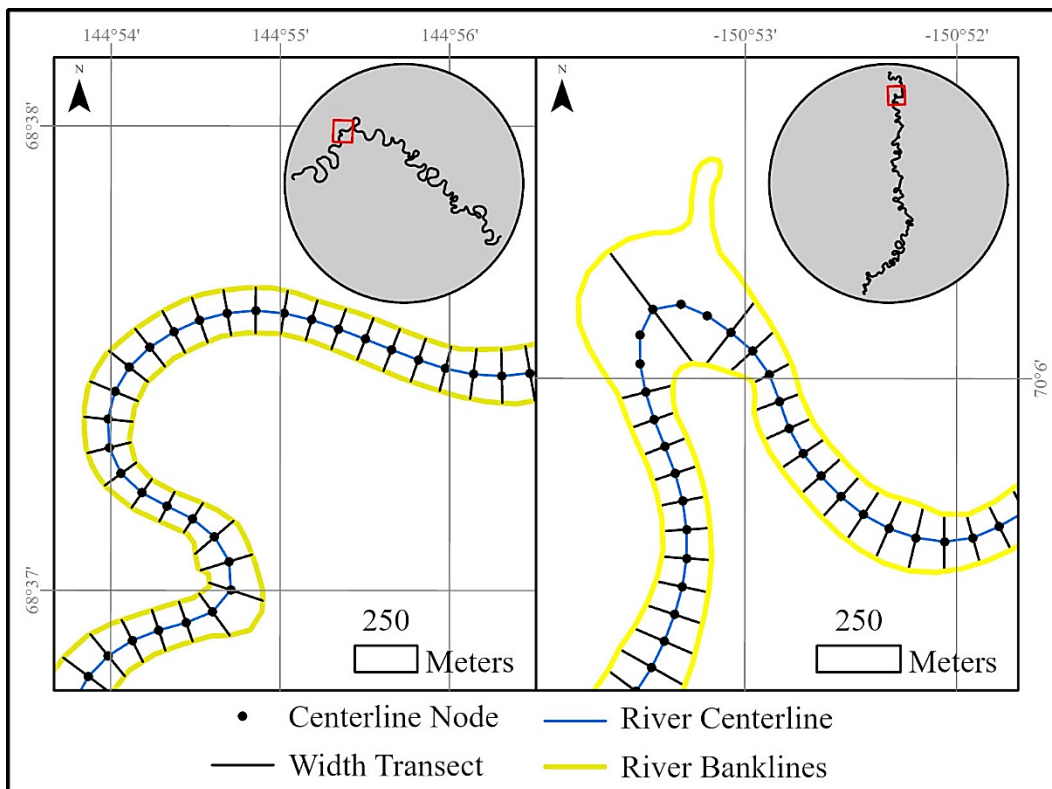 144°54' 144°55' 144°56' -150°53' -150°52'
N N
68°38'
70°6'
68°37'
250 250
Meters Meters
Centerline Node River Centerline
Width Transect River Banklines